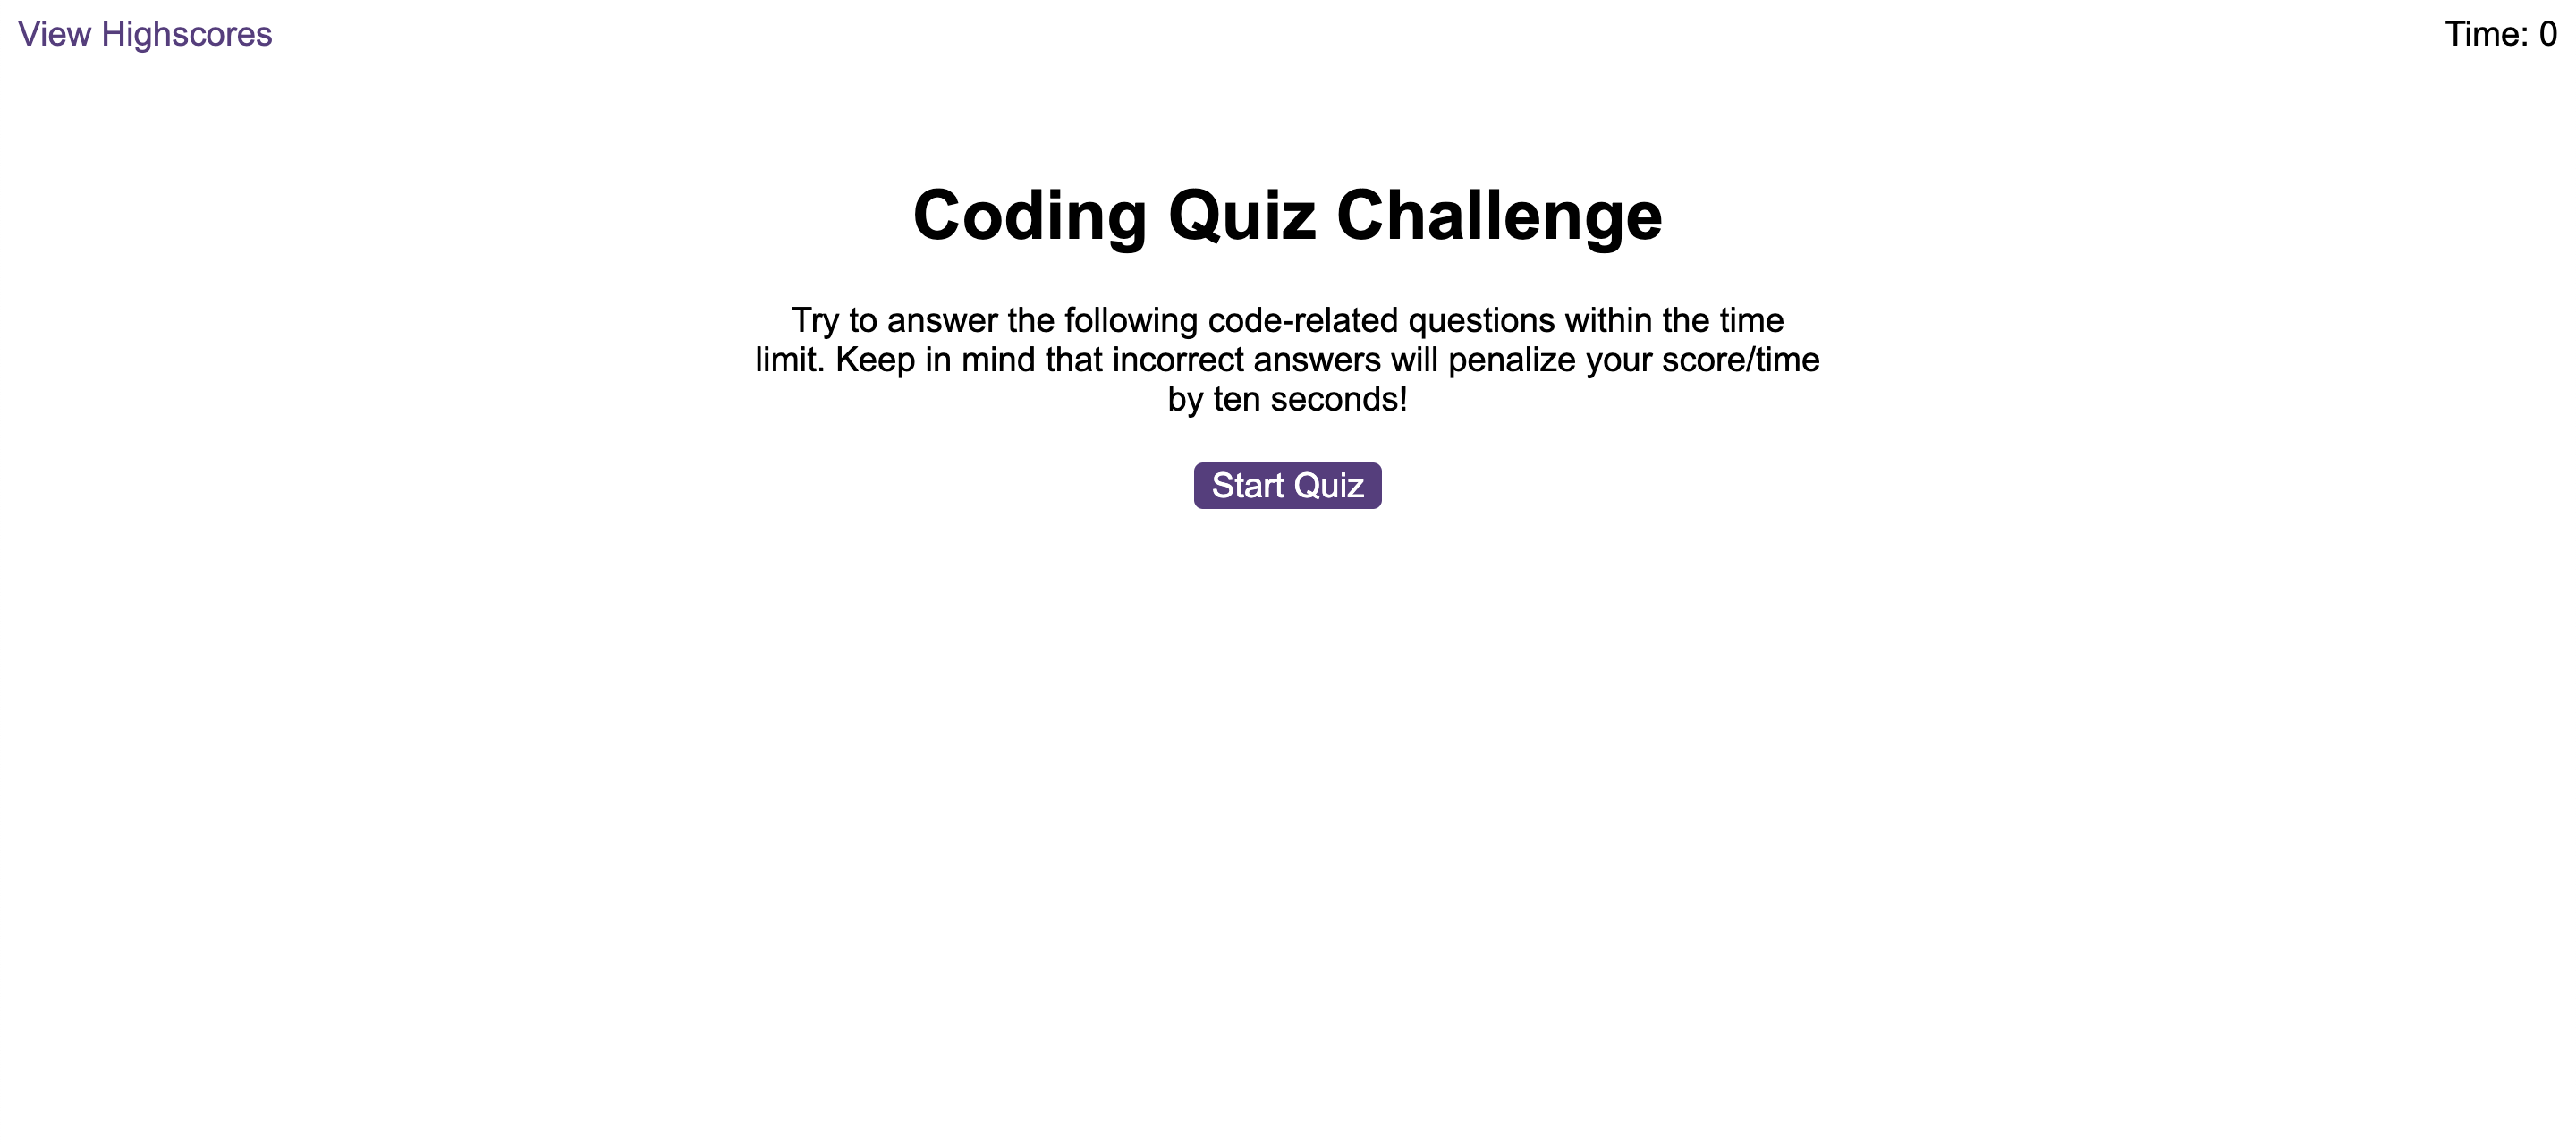 View Highscores
Time: 0
Coding Quiz Challenge
Try to answer the following code-related questions within the time
limit. Keep in mind that incorrect answers will penalize your score/time
by ten seconds!
Start Quiz